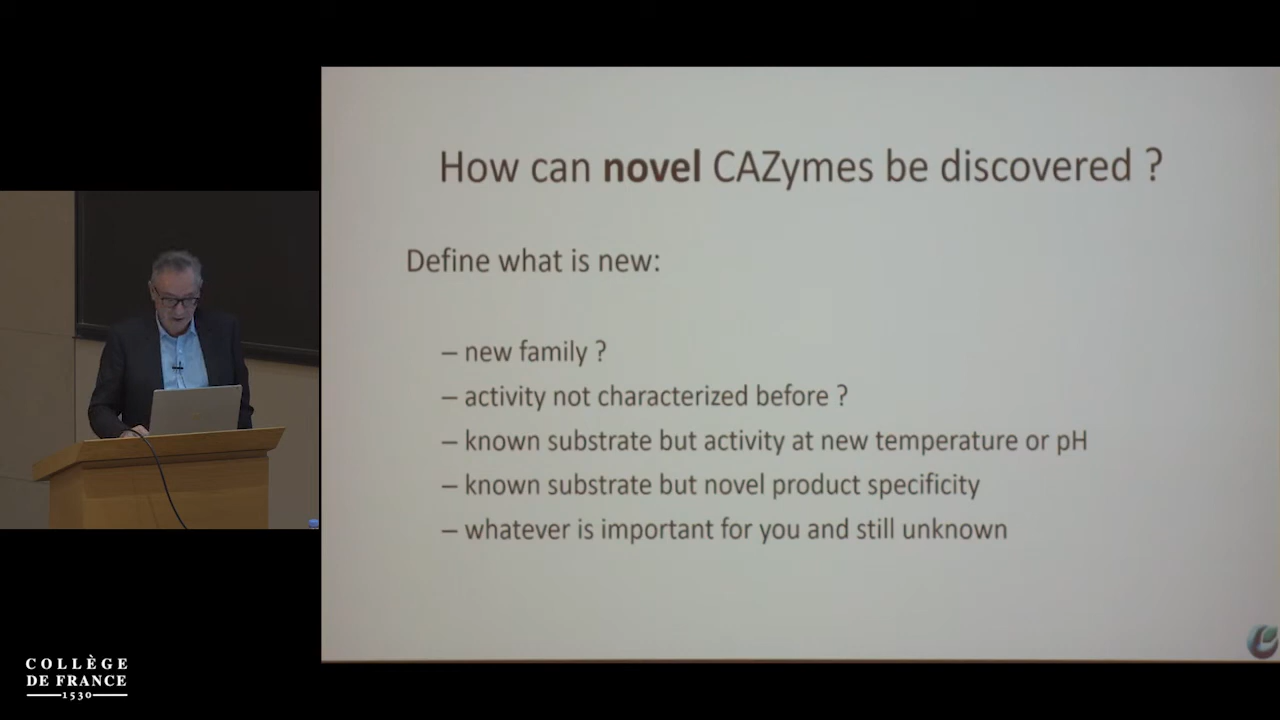 How can novel CAZymes be discovered ?
Define what is new:
– new family ?
– activity not characterized before ?
– known substrate but activity at new temperature or pH
– known substrate but novel product specificity
– whatever is important for you and still unknown
COLLÈGE
DE FRANCE
1530